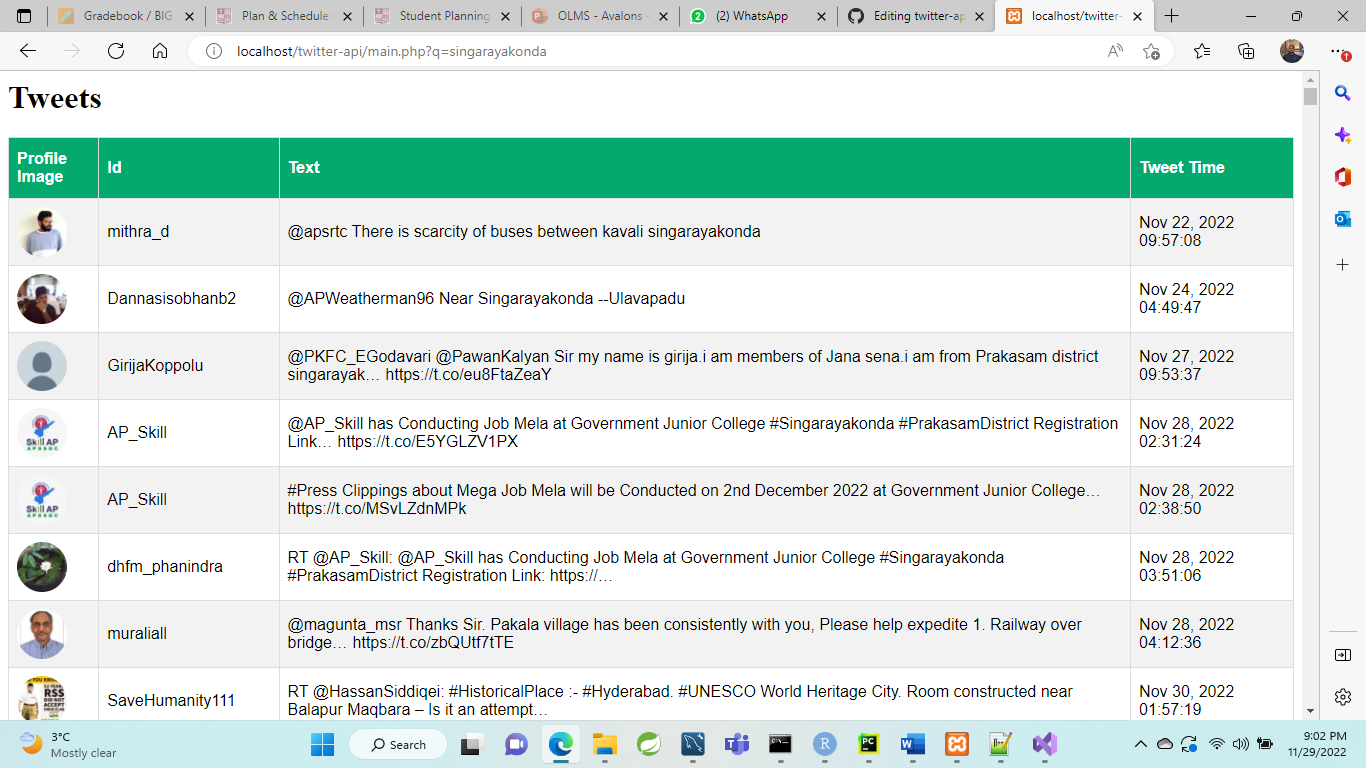 Gradebook / BIG
Plan & Schedule
Student Planning
OLMS - Avalons -
(2) WhatsApp
Editing twitter-ap
localhost/twitter-
localhost/twitter-api/main.php?q=singarayakonda
Tweets
Profile Image
Id
Text
Tweet Time
mithra_d
@apsrtc There is scarcity of buses between kavali singarayakonda
Nov 22, 2022
09:57:08
Dannasisobhanb2
@APWeatherman96 Near Singarayakonda --Ulavapadu
Nov 24, 2022
04:49:47
GirijaKoppolu
@PKFC_EGodavari @PawanKalyan Sir my name is girija.i am members of Jana sena.i am from Prakasam district
singarayak… https://t.co/eu8FtaZeaY
Nov 27, 2022
09:53:37
Skill AP
APSSDC
AP_Skill
@AP_Skill has Conducting Job Mela at Government Junior College #Singarayakonda #PrakasamDistrict Registration
Link… https://t.co/E5YGLZV1PX
Nov 28, 2022
02:31:24
Skill AP
APSSDC
AP_Skill
#Press Clippings about Mega Job Mela will be Conducted on 2nd December 2022 at Government Junior College…
https://t.co/MSvLZdnMPk
Nov 28, 2022
02:38:50
dhfm_phanindra
RT @AP_Skill: @AP_Skill has Conducting Job Mela at Government Junior College #Singarayakonda
#PrakasamDistrict Registration Link: https://…
Nov 28, 2022
03:51:06
muraliall
@magunta_msr Thanks Sir. Pakala village has been consistently with you, Please help expedite 1. Railway over
bridge… https://t.co/zbQUtf7tTE
Nov 28, 2022
04:12:36
RSS
DID NOT
ACCEPT
SaveHumanity111
RT @HassanSiddiqei: #HistoricalPlace :- #Hyderabad. #UNESCO World Heritage City. Room constructed near
Balapur Maqbara – Is it an attempt…
Nov 30, 2022
01:57:19
3°C
Mostly clear
Search
9:02 PM
11/29/2022